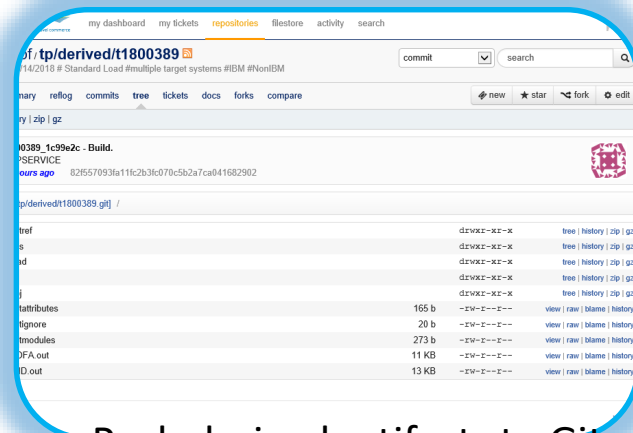 my dashboard my tickets repositories filestore activity search
commerce
/tp/derived/t1800389
/14/2018 # Standard Load #multiple target systems #IBM #NonIBM
commit search
reflog commits tree tickets docs forks compare
new star fork edit
| zip | gz
00389_1c99e2c - Build.
PSERVICE
hours ago 82f557093fa11fc2b3fc070c5b2a7ca041682902
tp/derived/t1800389.git] /
drwxr-xr-x tree | history | zip | gz
drwxr-xr-x tree | history | zip | gz
drwxr-xr-x tree | history | zip | gz
drwxr-xr-x tree | history | zip | gz
drwxr-xr-x tree | history | zip | gz
tattributes 165 b -rw-r--r-- view | raw | blame | history
tignore 20 b -rw-r--r-- view | raw | blame | history
tmodules 273 b -rw-r--r-- view | raw | blame | history
OFA.out 11 KB -rw-r--r-- view | raw | blame | history
ID.out 13 KB -rw-r--r-- view | raw | blame | history